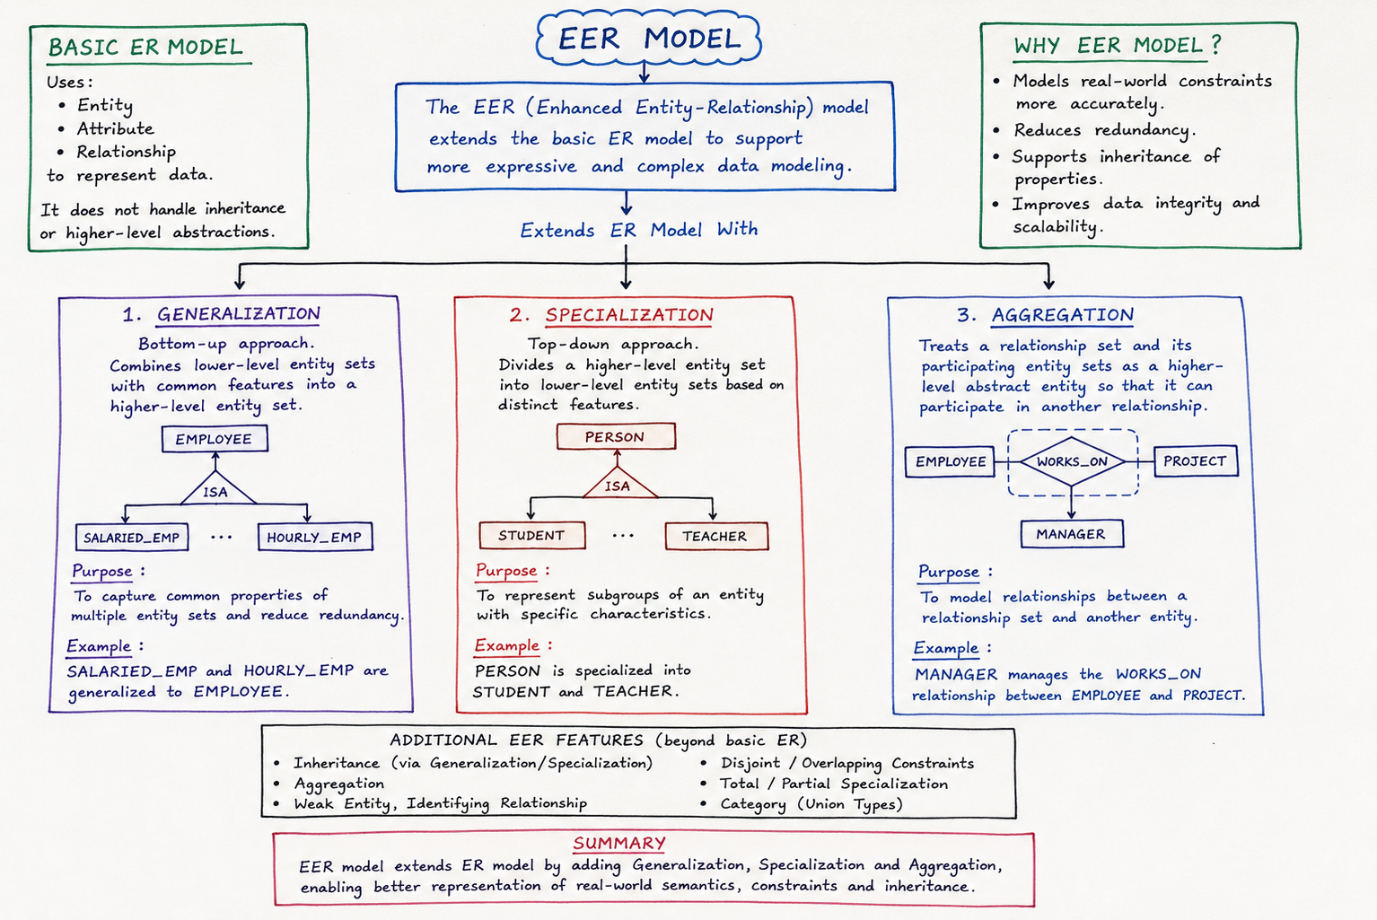 EER MODEL
BASIC ER MODEL
Uses:
• Entity
• Attribute
• Relationship
to represent data.
It does not handle inheritance
or higher-level abstractions.
The EER (Enhanced Entity-Relationship) model
extends the basic ER model to support
more expressive and complex data modeling.
Extends ER Model With
WHY EER MODEL?
• Models real-world constraints
more accurately.
• Reduces redundancy.
• Supports inheritance of
properties.
• Improves data integrity and
scalability.
1. GENERALIZATION
Bottom-up approach.
Combines lower-level entity sets
with common features into a
higher-level entity set.
EMPLOYEE
ISA
SALARIED_EMP ... HOURLY_EMP
Purpose :
To capture common properties of
multiple entity sets and reduce redundancy.
Example :
SALARIED_EMP and HOURLY_EMP are
generalized to EMPLOYEE.
2. SPECIALIZATION
Top-down approach.
Divides a higher-level entity set
into lower-level entity sets based on
distinct features.
PERSON
ISA
STUDENT ... TEACHER
Purpose :
To represent subgroups of an entity
with specific characteristics.
Example :
PERSON is specialized into
STUDENT and TEACHER.
3. AGGREGATION
Treats a relationship set and its
participating entity sets as a higher-
level abstract entity so that it can
participate in another relationship.
EMPLOYEE WORKS_ON PROJECT
MANAGER
Purpose :
To model relationships between a
relationship set and another entity.
Example :
MANAGER manages the WORKS_ON
relationship between EMPLOYEE and PROJECT.
ADDITIONAL EER FEATURES (beyond basic ER)
• Inheritance (via Generalization/Specialization)
• Aggregation
• Weak Entity, Identifying Relationship
• Disjoint / Overlapping Constraints
• Total / Partial Specialization
• Category (Union Types)
SUMMARY
EER model extends ER model by adding Generalization, Specialization and Aggregation,
enabling better representation of real-world semantics, constraints and inheritance.